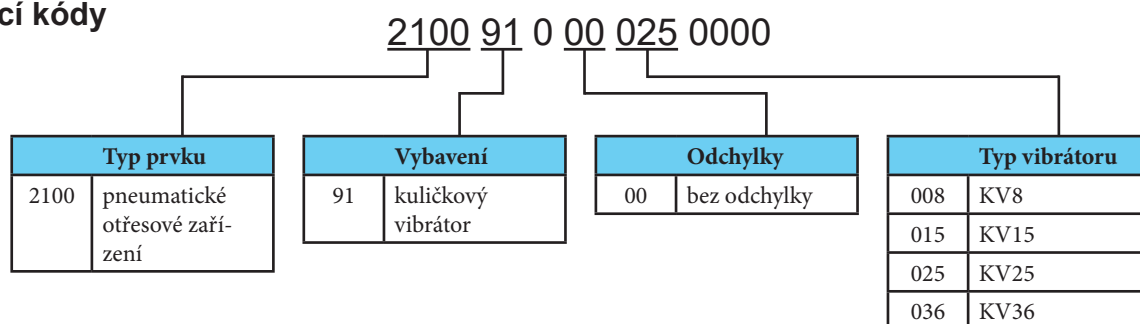 cí kódy
2100 91 0 00 025 0000
Typ prvku
2100 pneumatické
otřesové zaří-
zení
Vybavení
91 kuličkový
vibrátor
Odchylky
00 bez odchylky
Typ vibrátoru
008 KV8
015 KV15
025 KV25
036 KV36